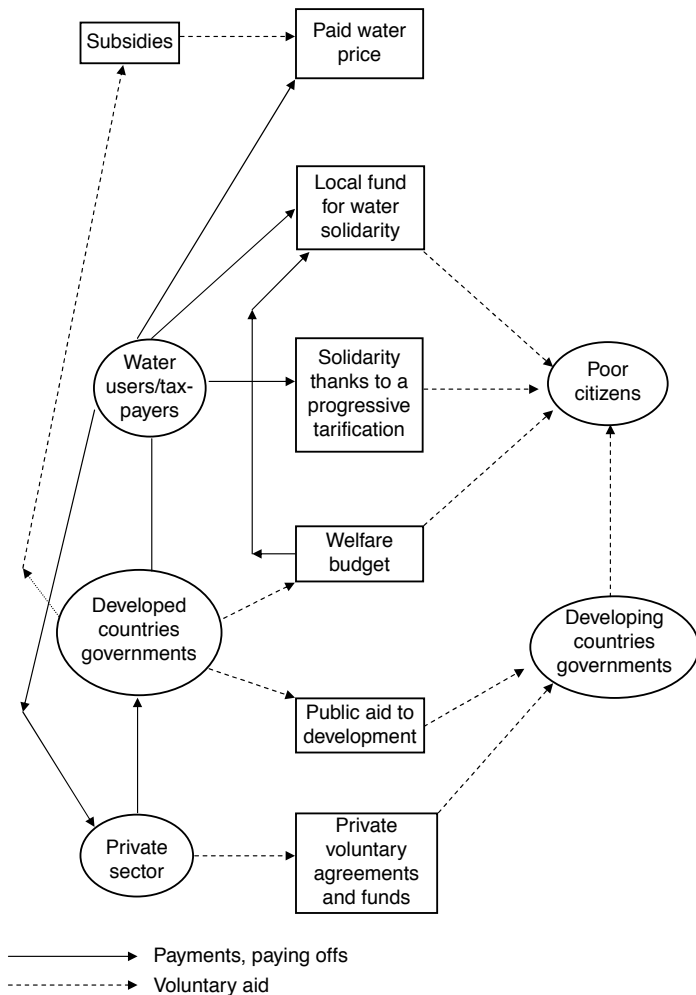 Subsidies
Paid water
price
Local fund
for water
solidarity
Water
users/tax-
payers
Solidarity
thanks to a
progressive
tarification
Poor
citizens
Welfare
budget
Developed
countries
governments
Developing
countries
governments
Public aid to
development
Private
sector
Private
voluntary
agreements
and funds
Payments, paying offs
Voluntary aid